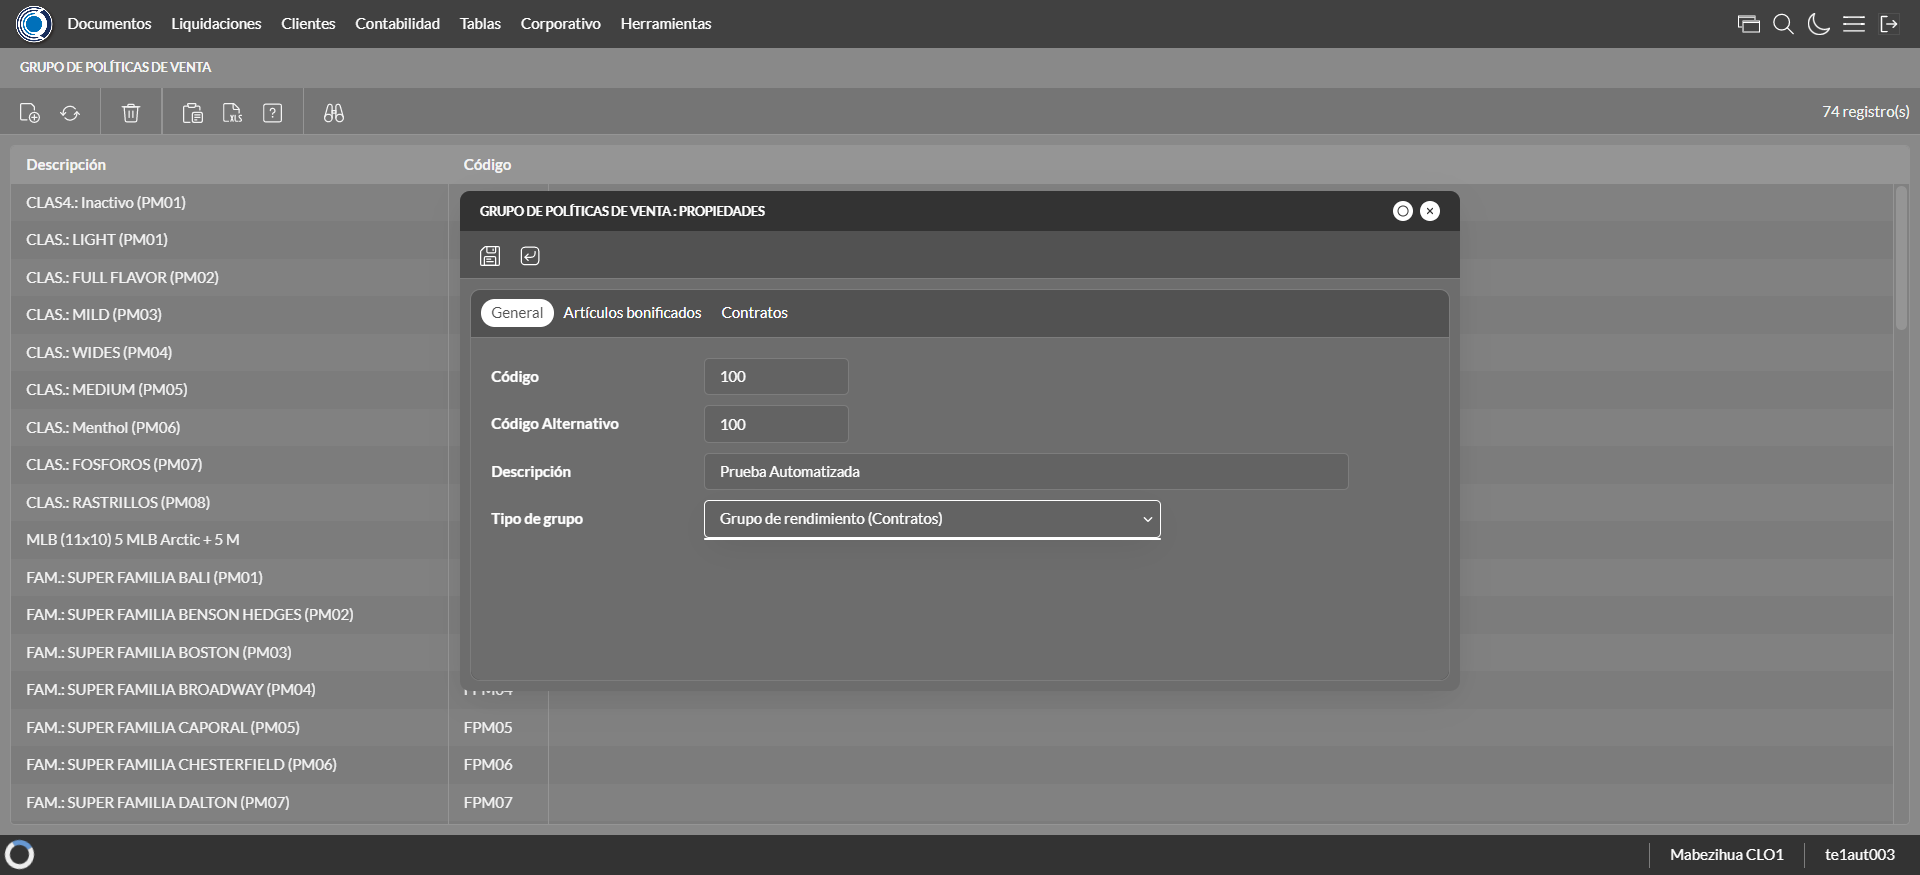 Documentos Liquidaciones Clientes Contabilidad Tablas Corporativo Herramientas
GRUPO DE POLÍTICAS DE VENTA
XLS ? 74 registro(s)
Descripción Código
CLAS4.: Inactivo (PM01)
CLAS.: LIGHT (PM01)
CLAS.: FULL FLAVOR (PM02)
CLAS.: MILD (PM03)
CLAS.: WIDES (PM04)
CLAS.: MEDIUM (PM05)
CLAS.: Menthol (PM06)
CLAS.: FOSFOROS (PM07)
CLAS.: RASTRILLOS (PM08)
MLB (11x10) 5 MLB Arctic + 5 M
FAM.: SUPER FAMILIA BALI (PM01)
FAM.: SUPER FAMILIA BENSON HEDGES (PM02)
FAM.: SUPER FAMILIA BOSTON (PM03)
FAM.: SUPER FAMILIA BROADWAY (PM04)
FAM.: SUPER FAMILIA CAPORAL (PM05) FPM05
FAM.: SUPER FAMILIA CHESTERFIELD (PM06) FPM06
FAM.: SUPER FAMILIA DALTON (PM07) FPM07
GRUPO DE POLÍTICAS DE VENTA : PROPIEDADES
General Artículos bonificados Contratos
Código 100
Código Alternativo 100
Descripción Prueba Automatizada
Tipo de grupo Grupo de rendimiento (Contratos)
Mabezihua CLO1 te1aut003